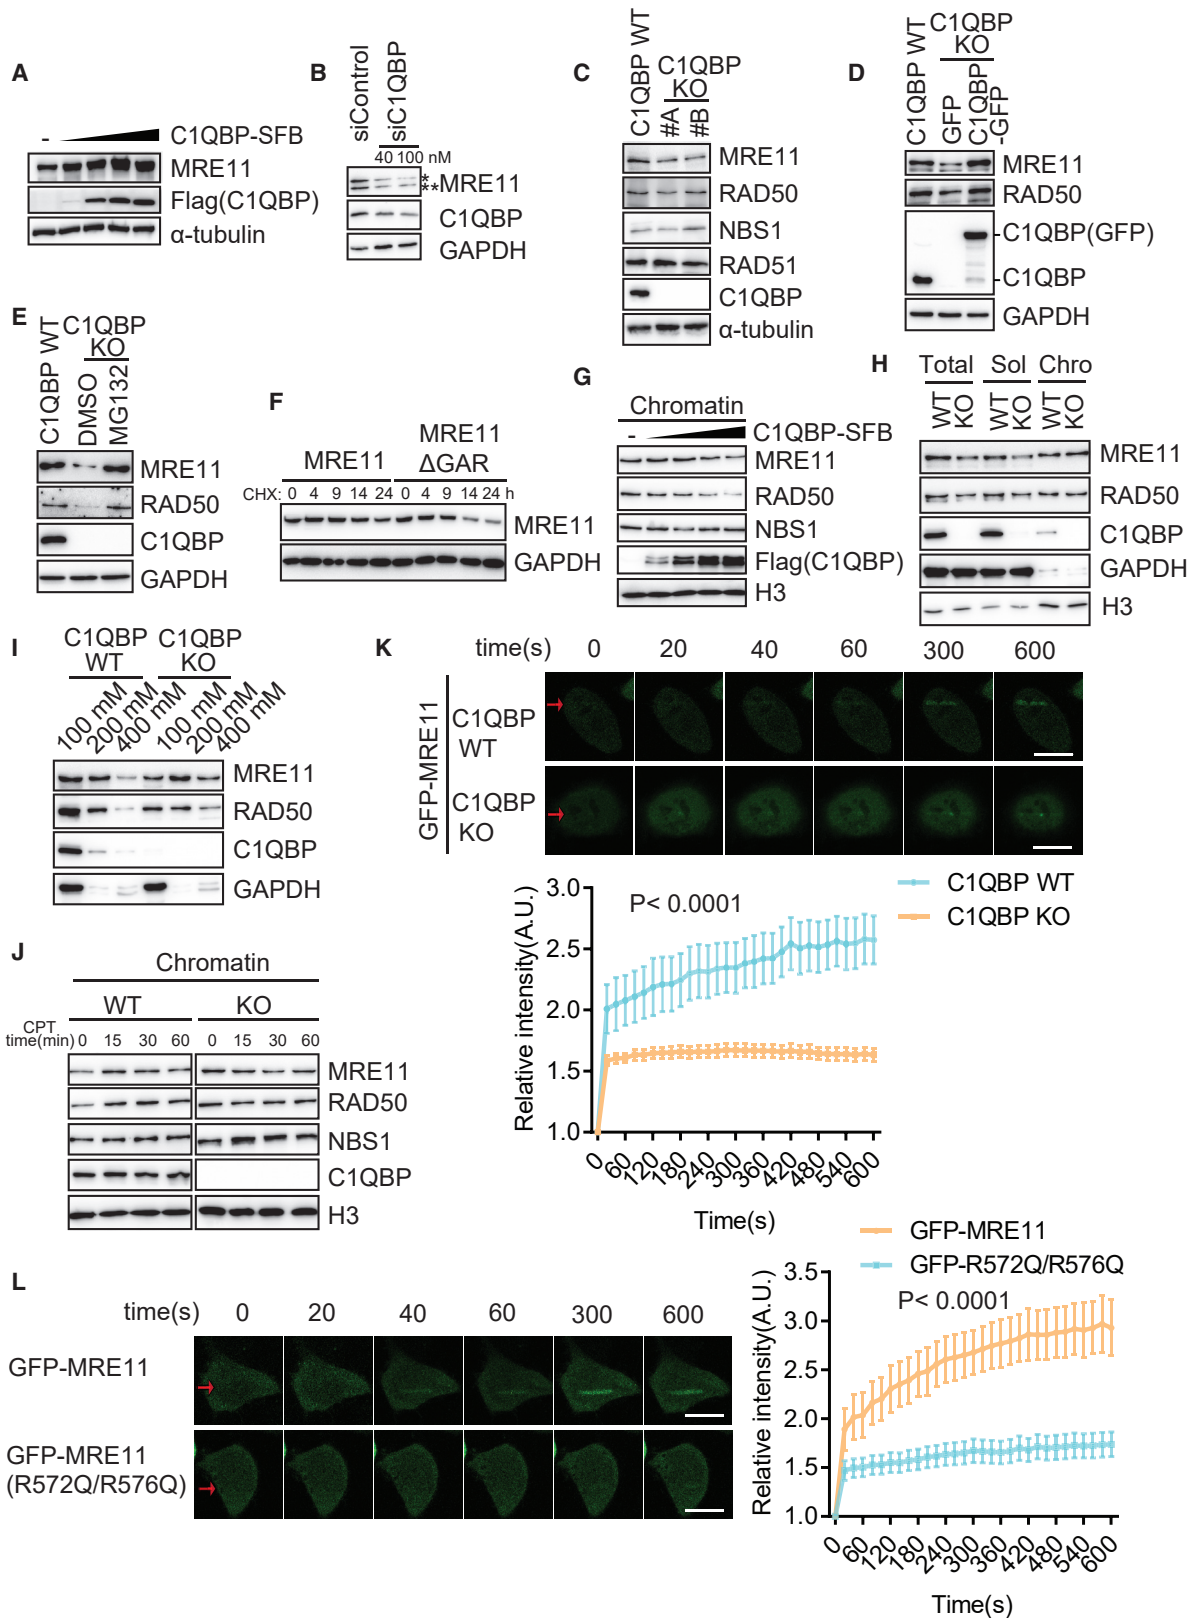 A
- C1QBP-SFB
MRE11
Flag(C1QBP)
α-tubulin
B
siControl
siC1QBP
40 100 nM
*
**MRE11
C1QBP
GAPDH
C
C1QBP WT
C1QBP
KO
#A
#B
MRE11
RAD50
NBS1
RAD51
C1QBP
α-tubulin
D
C1QBP WT
C1QBP
KO
GFP
C1QBP
-GFP
MRE11
RAD50
-C1QBP(GFP)
-C1QBP
GAPDH
E
C1QBP WT
C1QBP
KO
DMSO
MG132
MRE11
RAD50
C1QBP
GAPDH
F
MRE11
MRE11
ΔGAR
CHX: 0 4 9 14 24 0 4 9 14 24 h
MRE11
GAPDH
G
Chromatin
- C1QBP-SFB
MRE11
RAD50
NBS1
Flag(C1QBP)
H3
H
Total Sol Chro
WT KO WT KO WT KO
MRE11
RAD50
C1QBP
GAPDH
H3
I
C1QBP
WT
C1QBP
KO
100 mM
200 mM
400 mM
100 mM
200 mM
400 mM
MRE11
RAD50
C1QBP
GAPDH
J
Chromatin
WT KO
CPT
time(min) 0 15 30 60 0 15 30 60
MRE11
RAD50
NBS1
C1QBP
H3
K
time(s) 0 20 40 60 300 600
GFP-MRE11
C1QBP
WT
C1QBP
KO
C1QBP WT
C1QBP KO
P< 0.0001
Relative intensity(A.U.)
3.0
2.5
2.0
1.5
1.0
0 60 120 180 240 300 360 420 480 540 600
Time(s)
L
time(s) 0 20 40 60 300 600
GFP-MRE11
GFP-MRE11
(R572Q/R576Q)
GFP-MRE11
GFP-R572Q/R576Q
P< 0.0001
Relative intensity(A.U.)
3.5
3.0
2.5
2.0
1.5
1.0
0 60 120 180 240 300 360 420 480 540 600
Time(s)